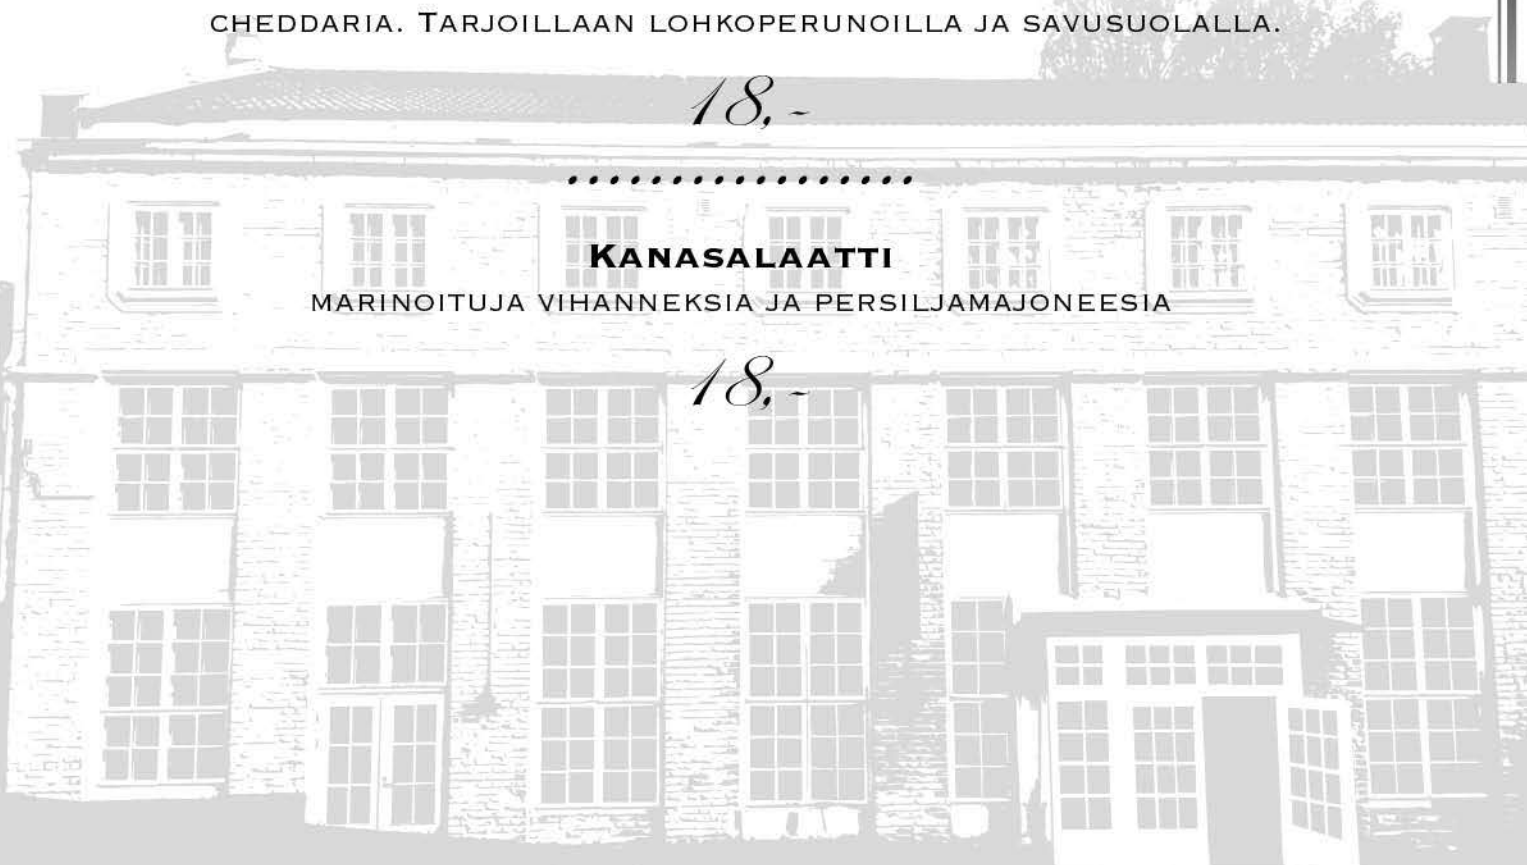 cheddaria. Tarjoillaan lohkoperunoilla ja savusuolalla.
18,-
Kanasalaatti
marinoituja vihanneksia ja persiljamajoneesia
18,-